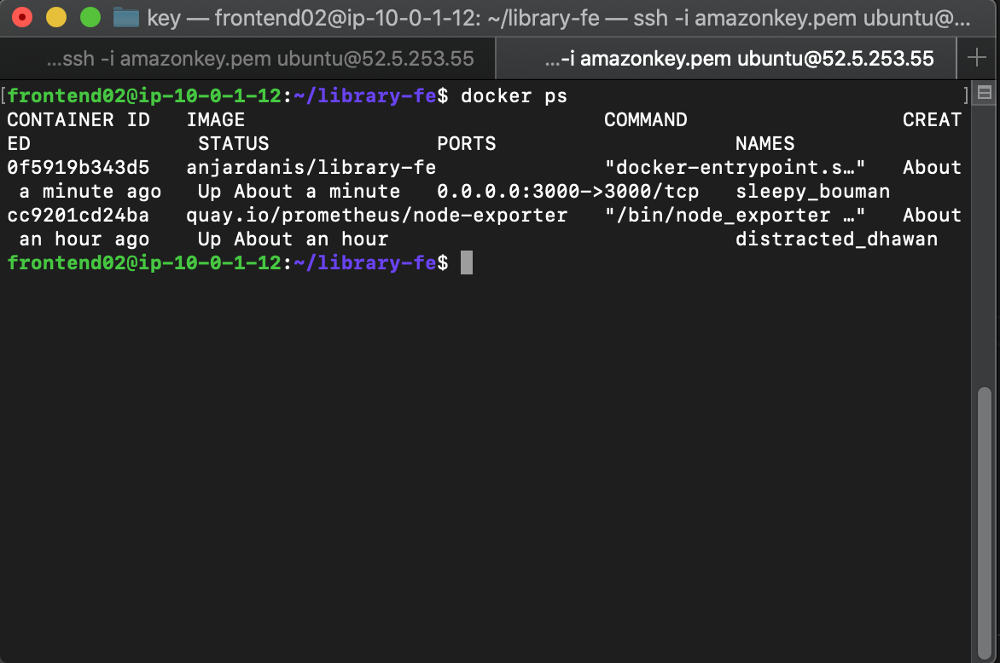 key — frontend02@ip-10-0-1-12: ~/library-fe — ssh -i amazonkey.pem ubuntu@...
...ssh -i amazonkey.pem ubuntu@52.5.253.55
...-i amazonkey.pem ubuntu@52.5.253.55
[frontend02@ip-10-0-1-12:~/library-fe$ docker ps ]
CONTAINER ID   IMAGE                              COMMAND                  CREAT
ED              STATUS              PORTS                    NAMES
0f5919b343d5   anjardanis/library-fe              "docker-entrypoint.s…"   About
 a minute ago   Up About a minute   0.0.0.0:3000->3000/tcp   sleepy_bouman
cc9201cd24ba   quay.io/prometheus/node-exporter   "/bin/node_exporter …"   About
 an hour ago    Up About an hour                             distracted_dhawan
frontend02@ip-10-0-1-12:~/library-fe$